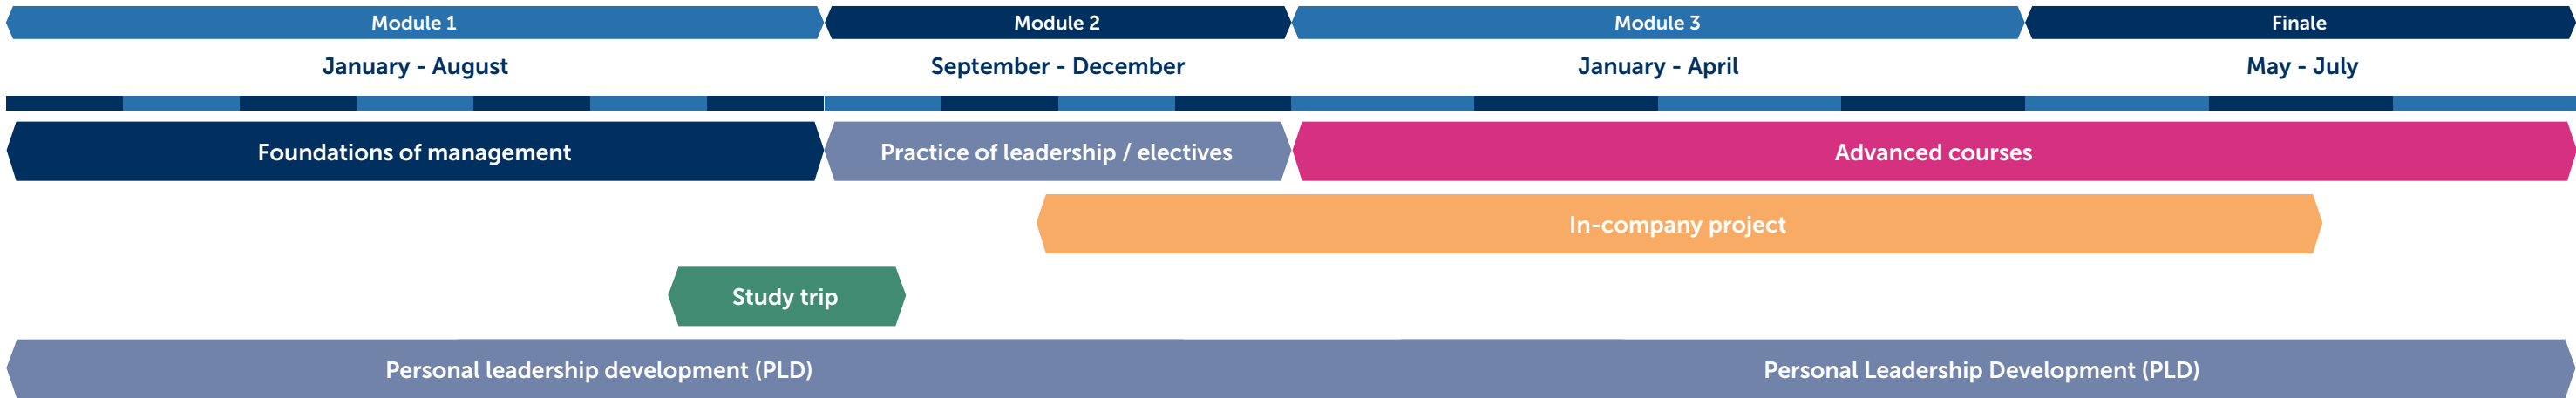 Module 1
Module 2
Module 3
Finale
January - August
September - December
January - April
May - July
Foundations of management
Practice of leadership / electives
Advanced courses
In-company project
Study trip
Personal leadership development (PLD)
Personal Leadership Development (PLD)